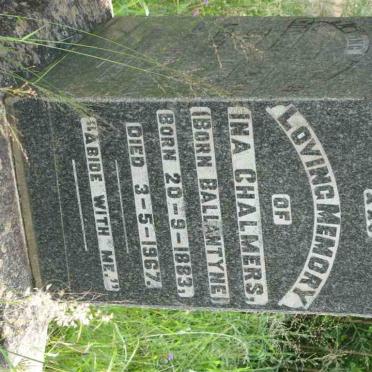 LOVING MEMORY
OF
INA CHALMERS
(BORN BALLANTYNE)
BORN 20-9-1883,
DIED 3-5-1967.
"ABIDE WITH ME."